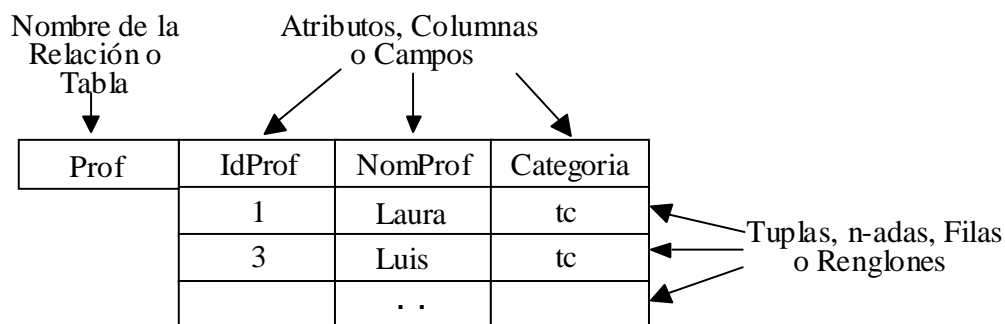 Nombre de la
Relación o
Tabla
Atributos, Columnas
o Campos
Prof IdProf NomProf Categoria
1 Laura tc
3 Luis tc
. .
Tuplas, n-adas, Filas
o Renglones